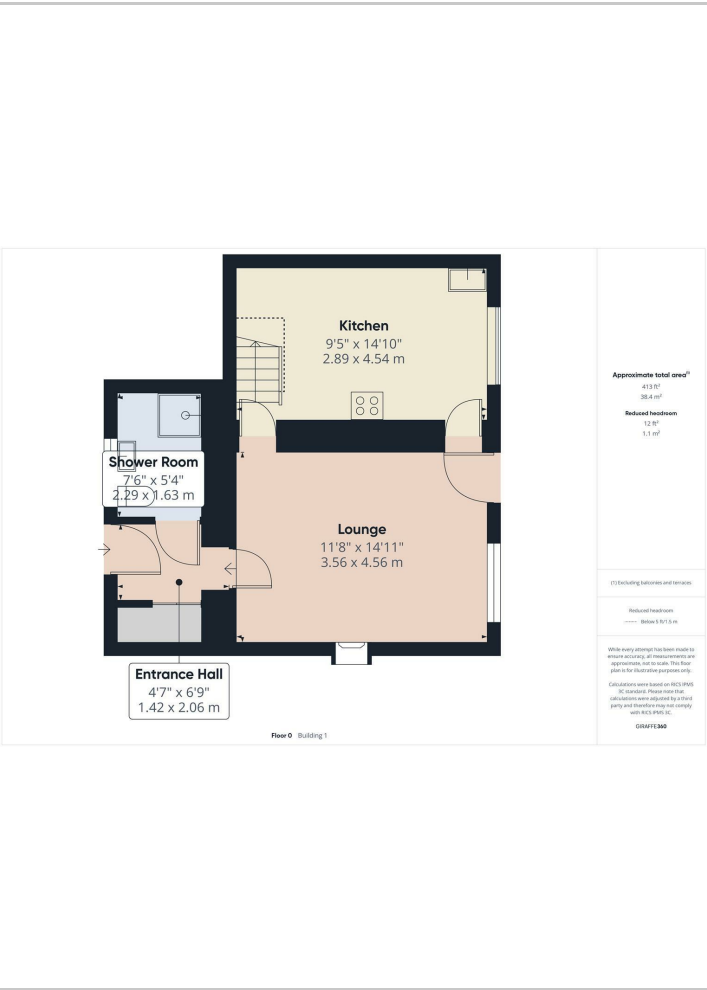 Kitchen
9'5" x 14'10"
2.89 x 4.54 m
Shower Room
7'6" x 5'4"
2.29 x 1.63 m
Lounge
11'8" x 14'11"
3.56 x 4.56 m
Entrance Hall
4'7" x 6'9"
1.42 x 2.06 m
Floor 0 Building 1
Approximate total area⁽¹⁾
413 ft²
38.4 m²
Reduced headroom
12 ft²
1.1 m²
(1) Excluding balconies and terraces
Reduced headroom
Below 5 ft/1.5 m
While every attempt has been made to
ensure accuracy, all measurements are
approximate, not to scale. This floor
plan is for illustrative purposes only.
Calculations were based on RICS IPMS
3C standard. Please note that
calculations were adjusted by a third
party and therefore may not comply
with RICS IPMS 3C.
GIRAFFE360